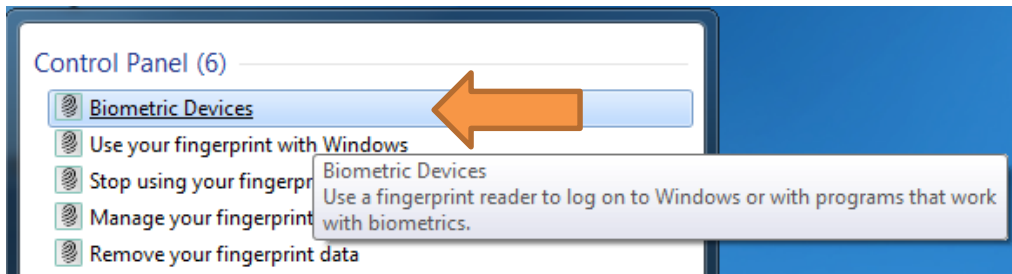 Control Panel (6)
Biometric Devices
Use your fingerprint with Windows
Stop using your fingerpr
Manage your fingerprint
Remove your fingerprint data
Biometric Devices
Use a fingerprint reader to log on to Windows or with programs that work
with biometrics.